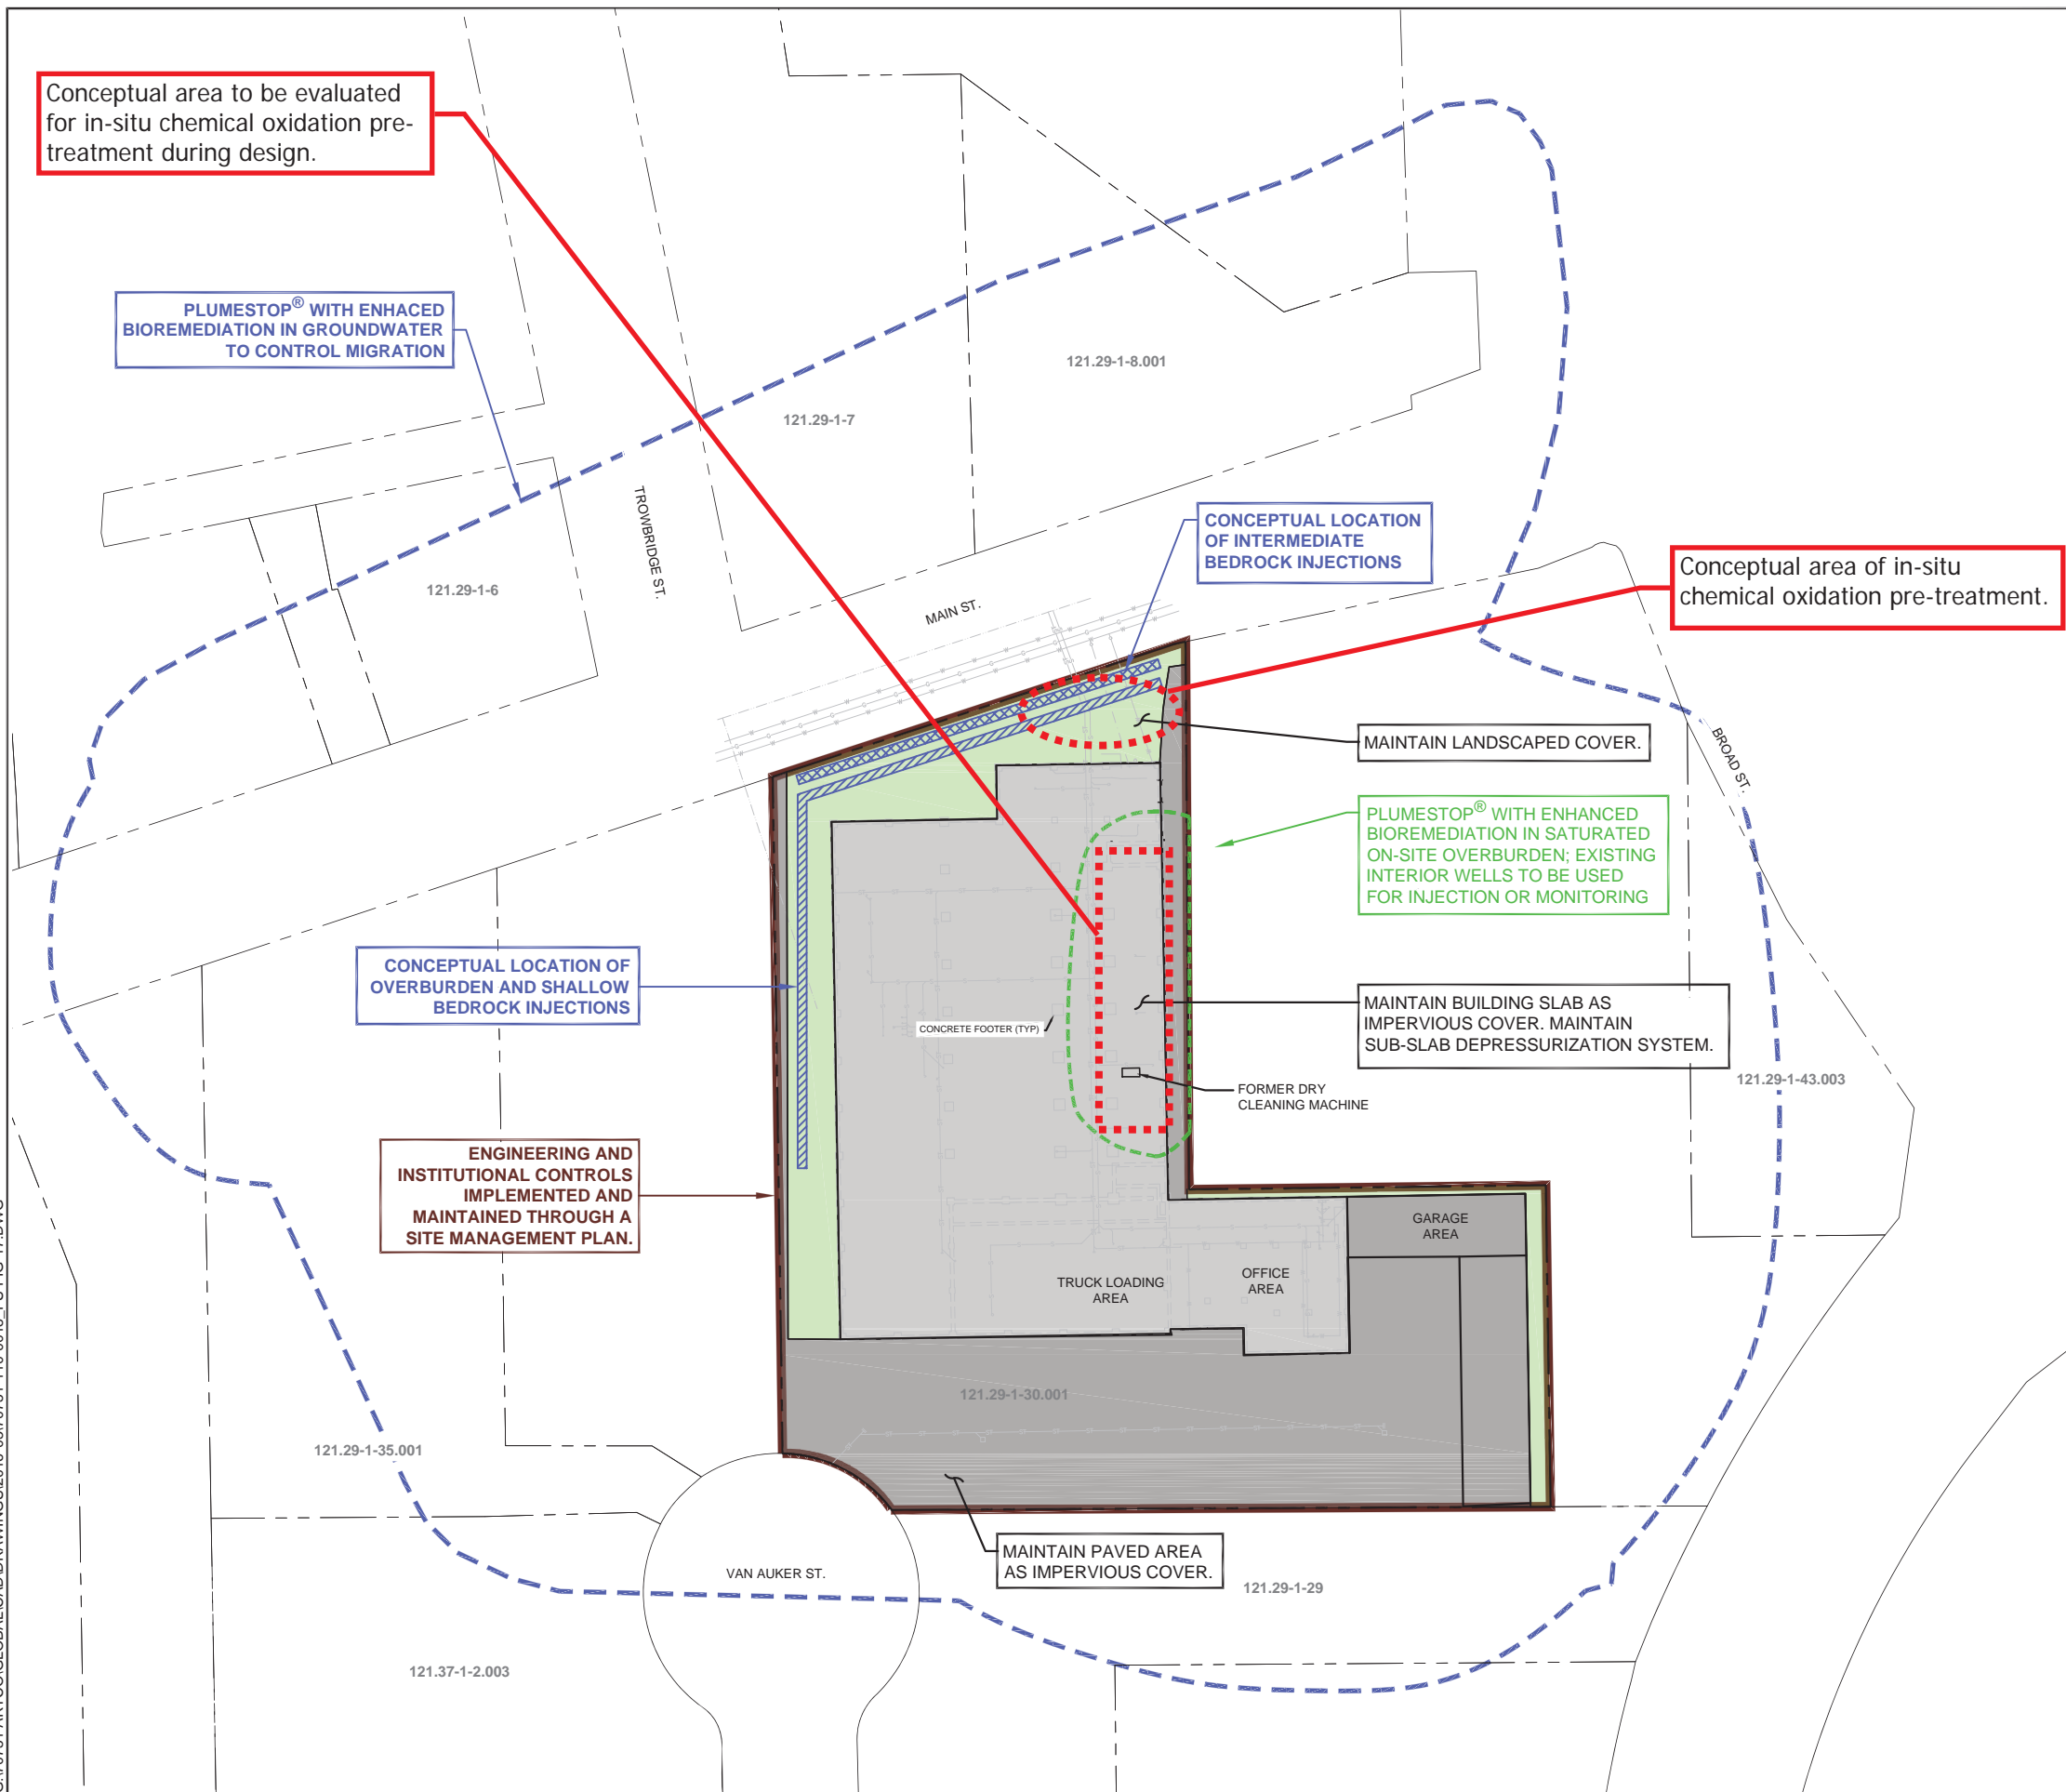 Conceptual area to be evaluated
for in-situ chemical oxidation pre-
treatment during design.
PLUMESTOP® WITH ENHACED
BIOREMEDIATION IN GROUNDWATER
TO CONTROL MIGRATION
121.29-1-8.001
121.29-1-7
TROWBRIDGE ST.
121.29-1-6
CONCEPTUAL LOCATION
OF INTERMEDIATE
BEDROCK INJECTIONS
Conceptual area of in-situ
chemical oxidation pre-treatment.
MAIN ST.
MAINTAIN LANDSCAPED COVER.
BROAD ST.
PLUMESTOP® WITH ENHANCED
BIOREMEDIATION IN SATURATED
ON-SITE OVERBURDEN; EXISTING
INTERIOR WELLS TO BE USED
FOR INJECTION OR MONITORING
CONCEPTUAL LOCATION OF
OVERBURDEN AND SHALLOW
BEDROCK INJECTIONS
CONCRETE FOOTER (TYP)
MAINTAIN BUILDING SLAB AS
IMPERVIOUS COVER. MAINTAIN
SUB-SLAB DEPRESSURIZATION SYSTEM.
121.29-1-43.003
FORMER DRY
CLEANING MACHINE
ENGINEERING AND
INSTITUTIONAL CONTROLS
IMPLEMENTED AND
MAINTAINED THROUGH A
SITE MANAGEMENT PLAN.
GARAGE
AREA
TRUCK LOADING
AREA
OFFICE
AREA
121.29-1-30.001
121.29-1-35.001
MAINTAIN PAVED AREA
AS IMPERVIOUS COVER.
VAN AUKER ST.
121.29-1-29
121.37-1-2.003